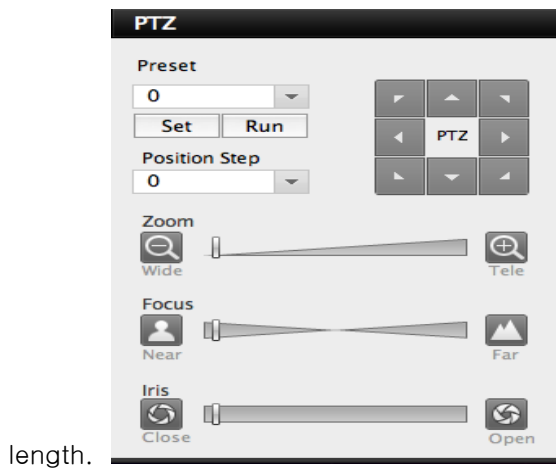 PTZ
Preset
0
Set Run
Position Step
0
PTZ
Zoom
Wide Tele
Focus
Near Far
Iris
Close Open
length.